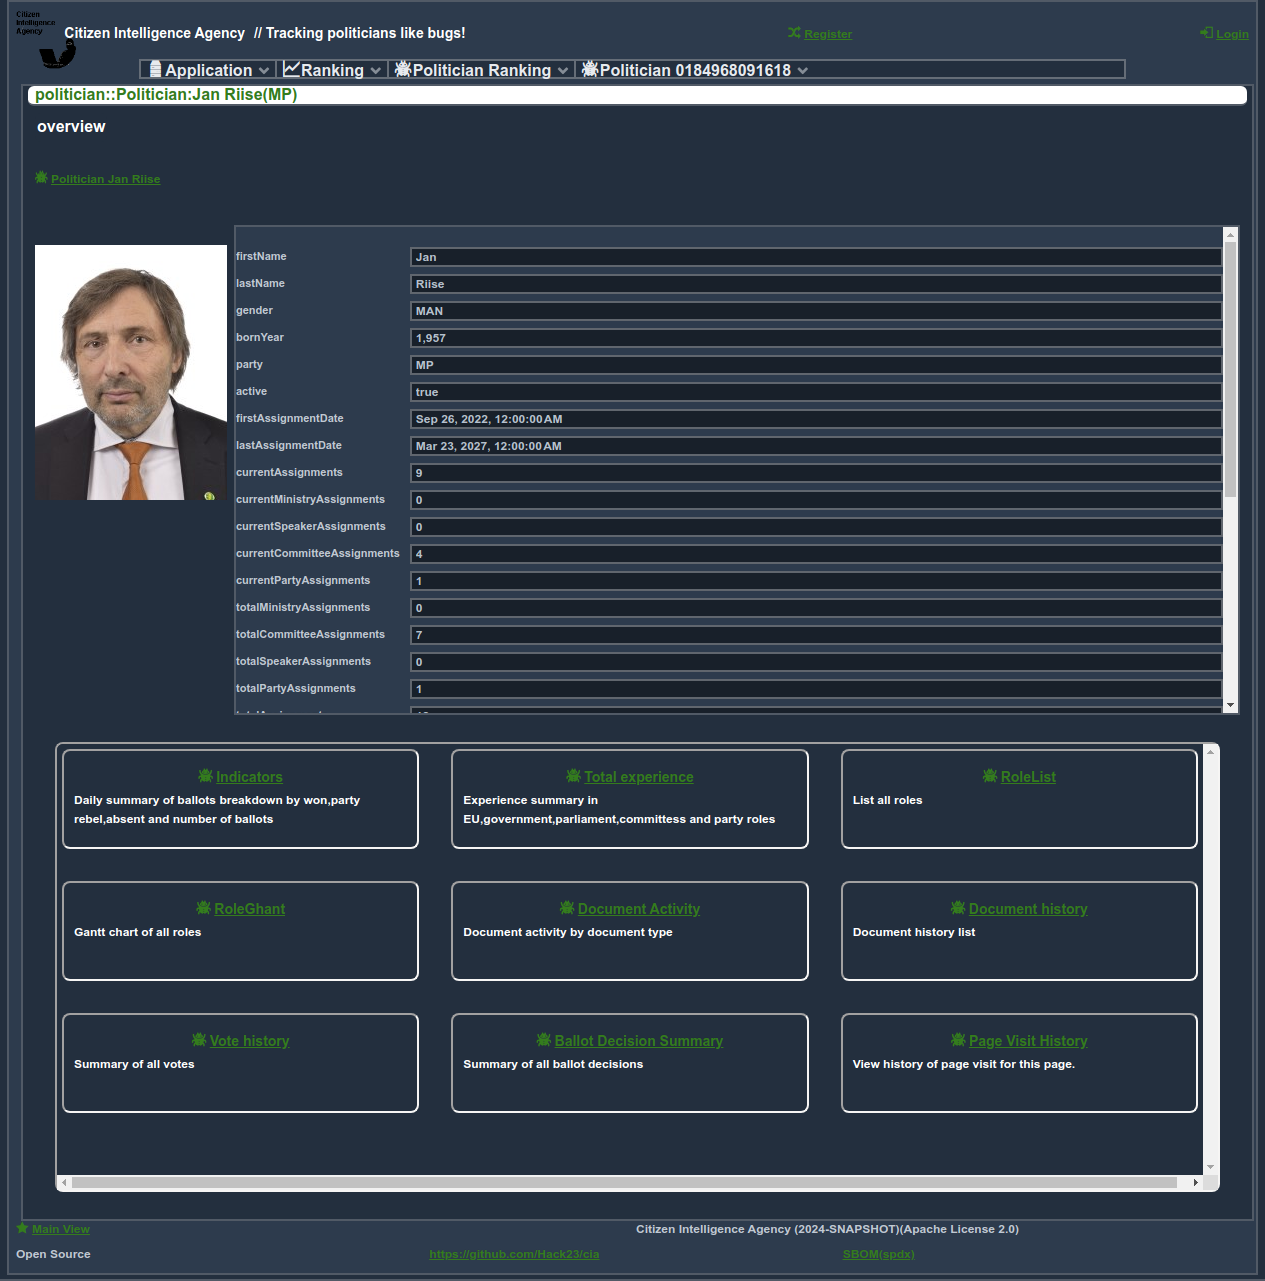 Citizen
Intelligence
Agency
Citizen Intelligence Agency // Tracking politicians like bugs!
Register
Login
Application
Ranking
Politician Ranking
Politician 0184968091618
politician::Politician:Jan Riise(MP)
overview
Politician Jan Riise
firstName Jan
lastName Riise
gender MAN
bornYear 1,957
party MP
active true
firstAssignmentDate Sep 26, 2022, 12:00:00 AM
lastAssignmentDate Mar 23, 2027, 12:00:00 AM
currentAssignments 9
currentMinistryAssignments 0
currentSpeakerAssignments 0
currentCommitteeAssignments 4
currentPartyAssignments 1
totalMinistryAssignments 0
totalCommitteeAssignments 7
totalSpeakerAssignments 0
totalPartyAssignments 1
Indicators
Daily summary of ballots breakdown by won,party
rebel,absent and number of ballots
Total experience
Experience summary in
EU,government,parliament,committess and party roles
RoleList
List all roles
RoleGhant
Gantt chart of all roles
Document Activity
Document activity by document type
Document history
Document history list
Vote history
Summary of all votes
Ballot Decision Summary
Summary of all ballot decisions
Page Visit History
View history of page visit for this page.
Main View
Citizen Intelligence Agency (2024-SNAPSHOT)(Apache License 2.0)
Open Source
https://github.com/Hack23/cia
SBOM(spdx)